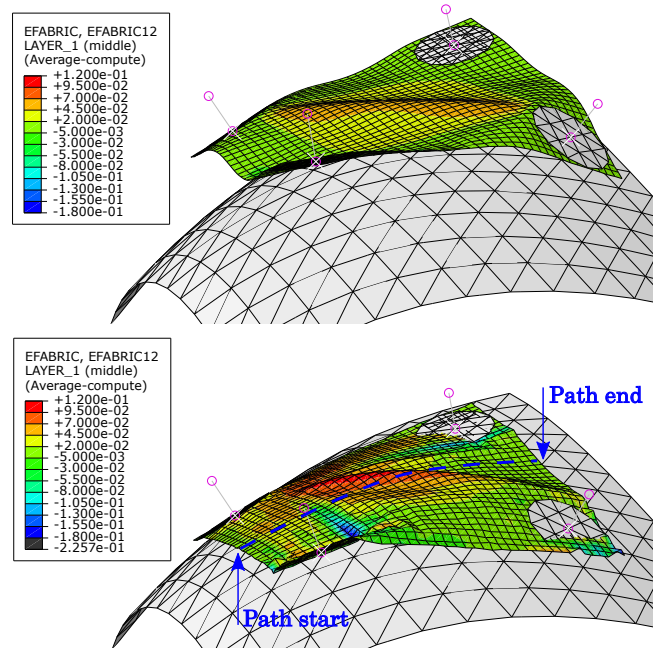 EFABRIC, EFABRIC12
LAYER_1 (middle)
(Average-compute)
+1.200e-01
+9.500e-02
+7.000e-02
+4.500e-02
+2.000e-02
-5.000e-03
-3.000e-02
-5.500e-02
-8.000e-02
-1.050e-01
-1.300e-01
-1.550e-01
-1.800e-01
EFABRIC, EFABRIC12
LAYER_1 (middle)
(Average-compute)
+1.200e-01
+9.500e-02
+7.000e-02
+4.500e-02
+2.000e-02
-5.000e-03
-3.000e-02
-5.500e-02
-8.000e-02
-1.050e-01
-1.300e-01
-1.550e-01
-1.800e-01
-2.257e-01
Path end
Path start